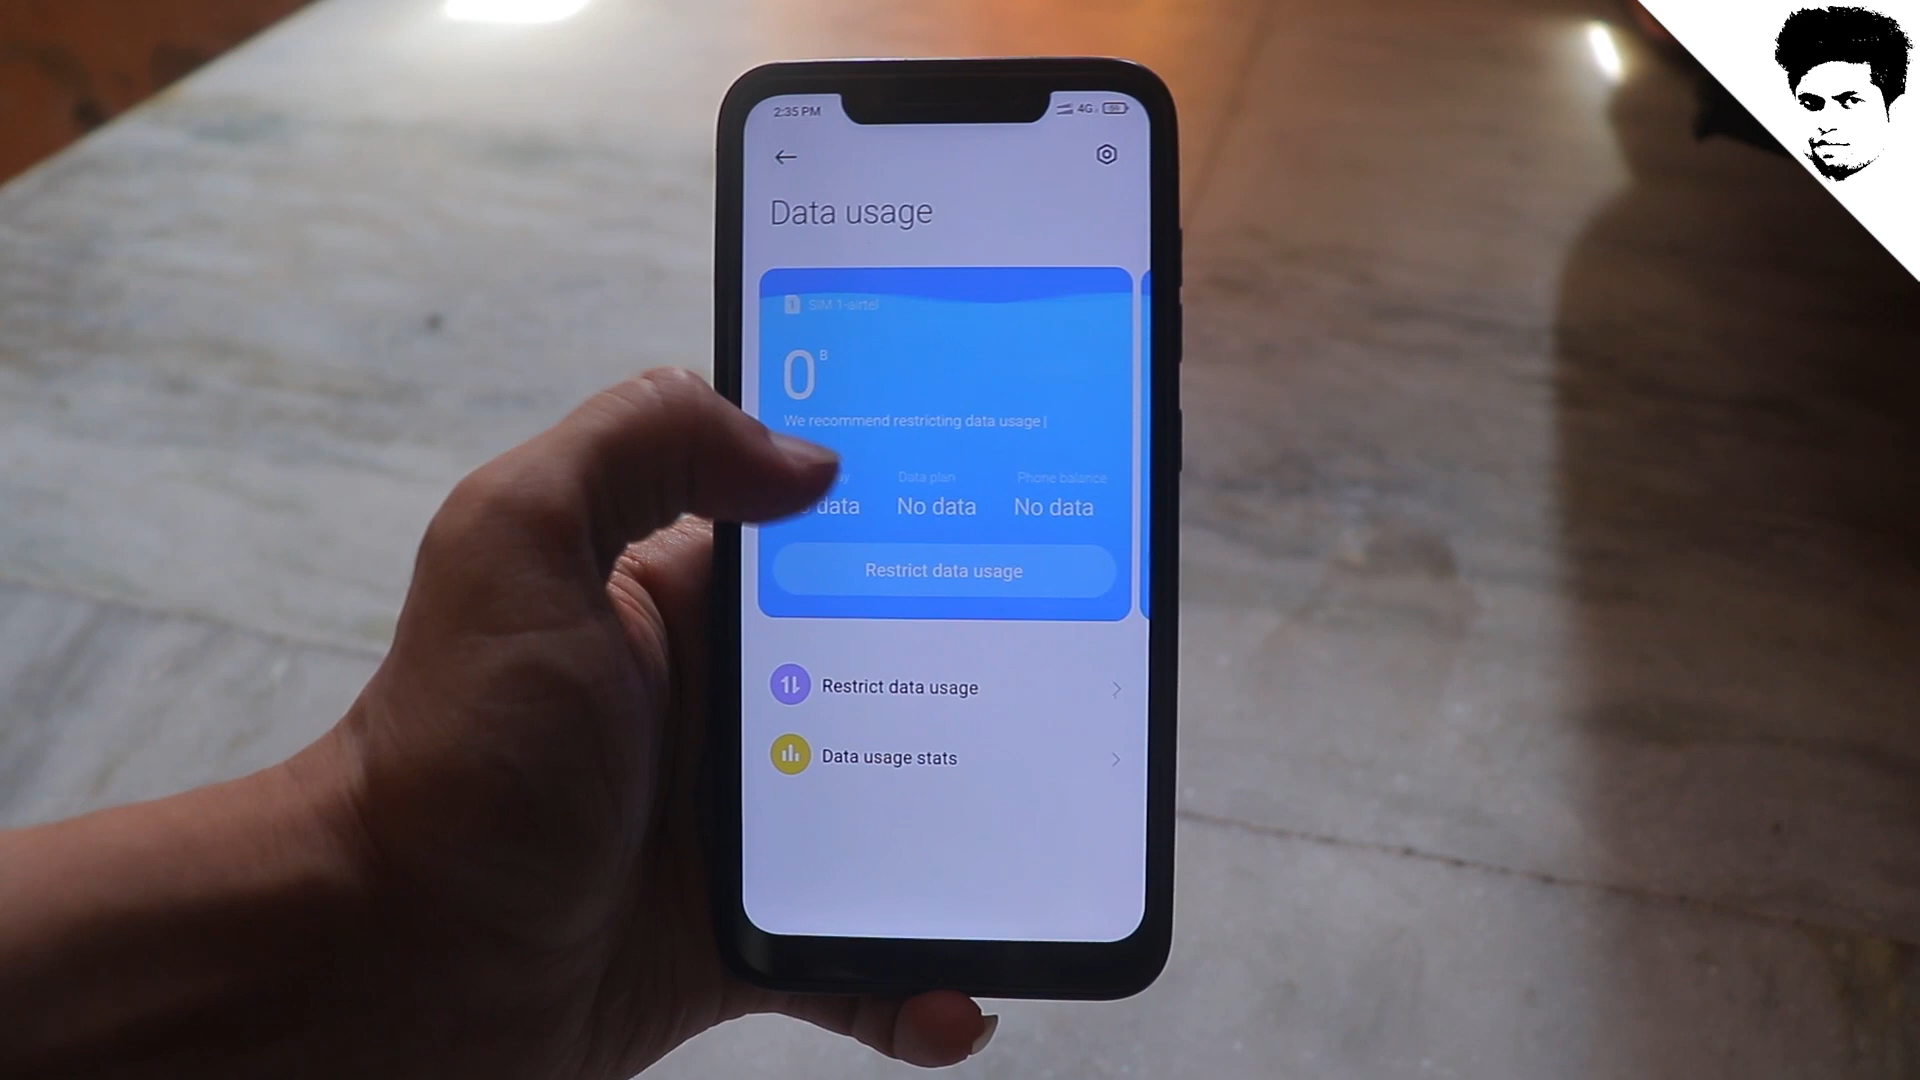 2:35 PM
4G
Data usage
1 SIM 1-airtel
0 B
We recommend restricting data usage |
Data plan
Phone balance
data
No data
No data
Restrict data usage
Restrict data usage
Data usage stats